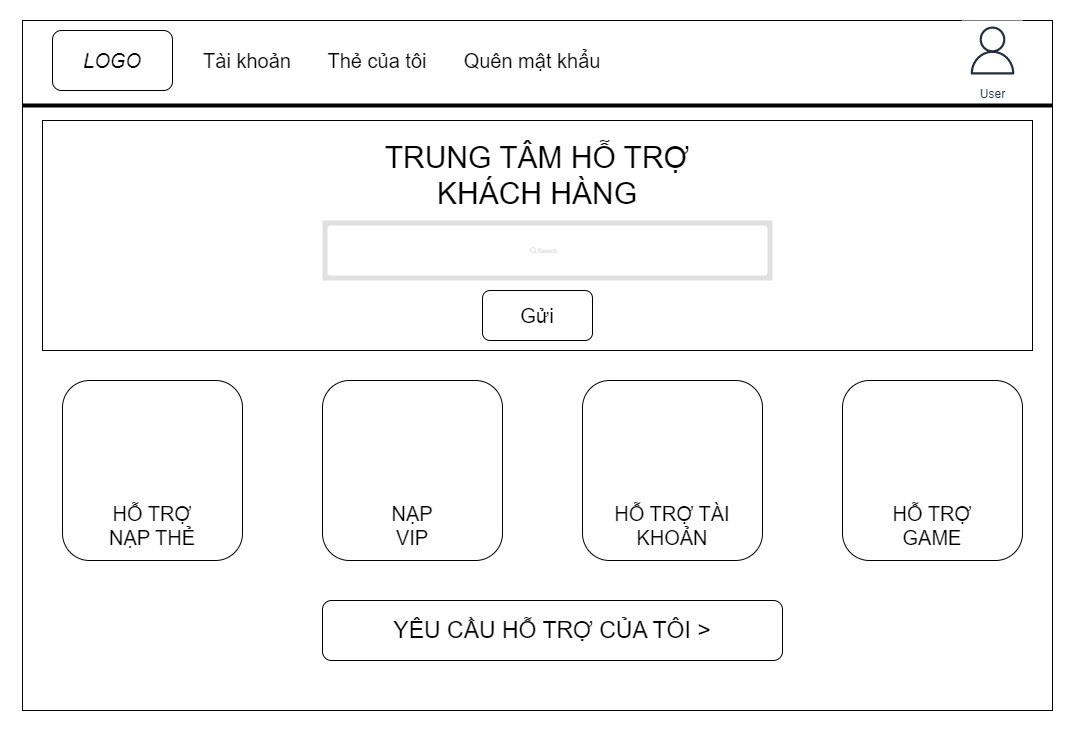 LOGO
Tài khoản
Thẻ của tôi
Quên mật khẩu
User
TRUNG TÂM HỖ TRỢ
KHÁCH HÀNG
Search
Gửi
HỖ TRỢ
NẠP THẺ
NẠP
VIP
HỖ TRỢ TÀI
KHOẢN
HỖ TRỢ
GAME
YÊU CẦU HỖ TRỢ CỦA TÔI >